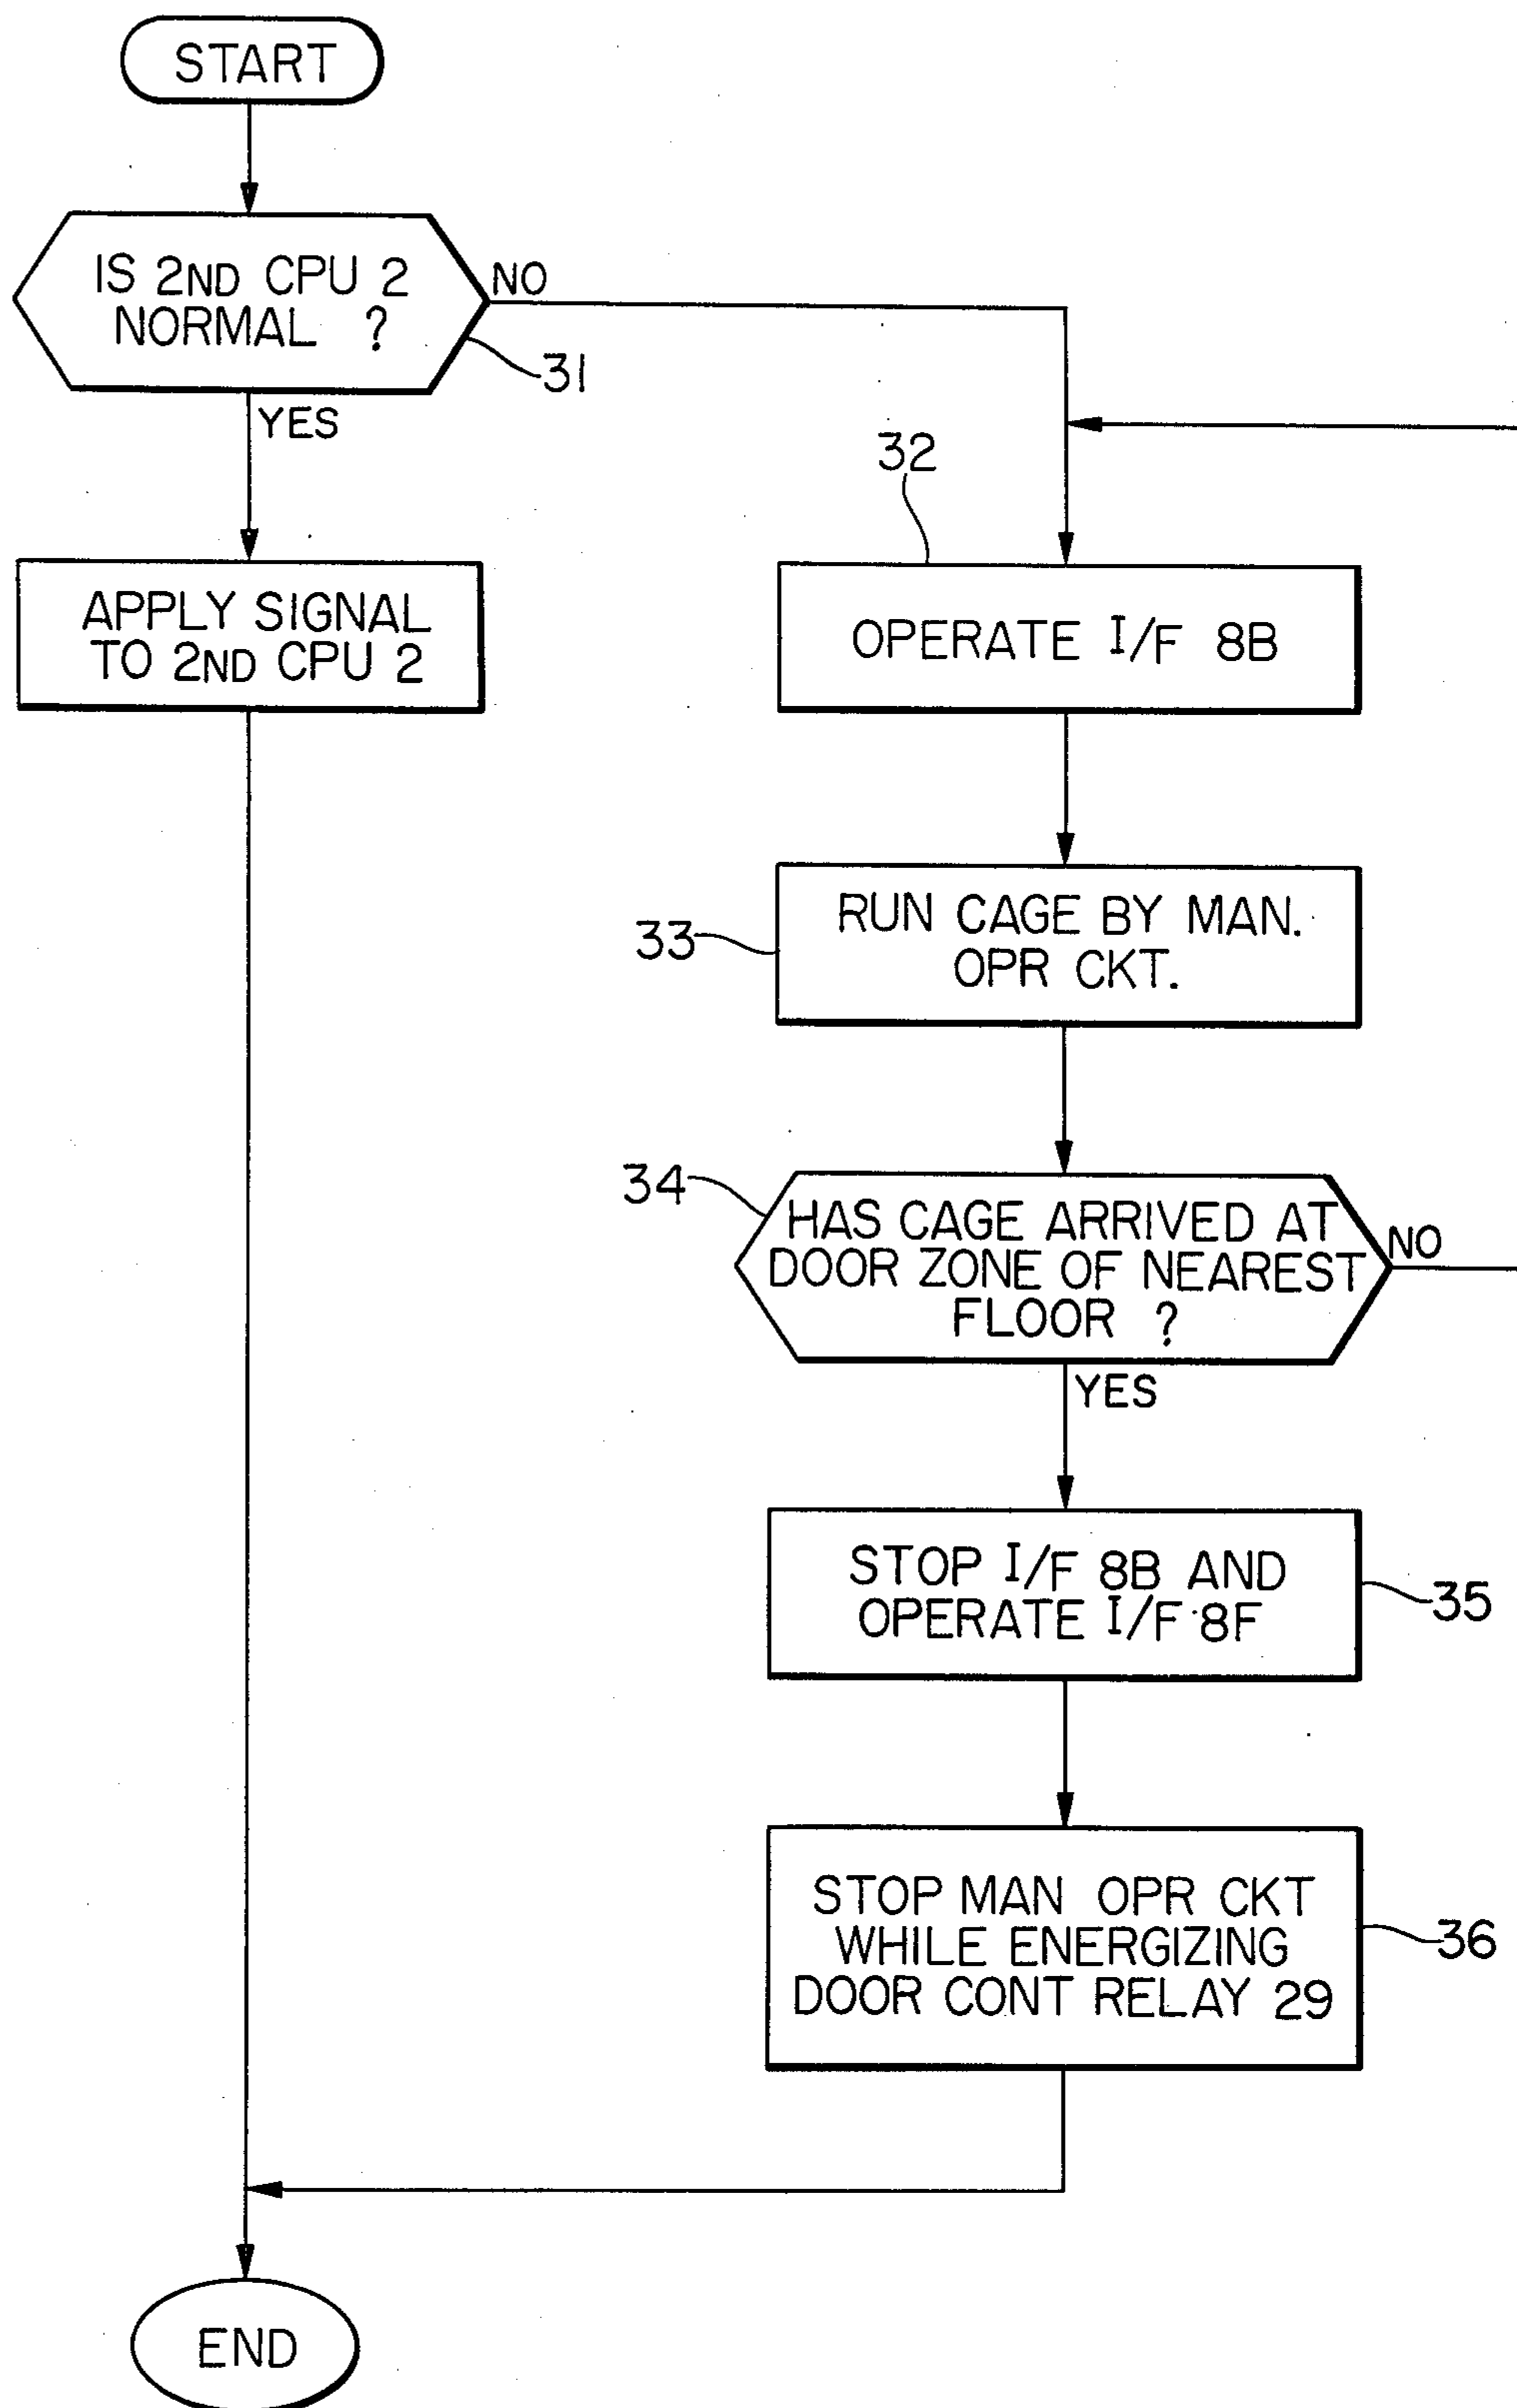 START
IS 2ND CPU 2
NORMAL ?
NO
31
YES
APPLY SIGNAL
TO 2ND CPU 2
32
OPERATE I/F 8B
33
RUN CAGE BY MAN.
OPR CKT.
34
HAS CAGE ARRIVED AT
DOOR ZONE OF NEAREST
FLOOR ?
NO
YES
STOP I/F 8B AND
OPERATE I/F 8F
35
STOP MAN OPR CKT
WHILE ENERGIZING
DOOR CONT RELAY 29
36
END